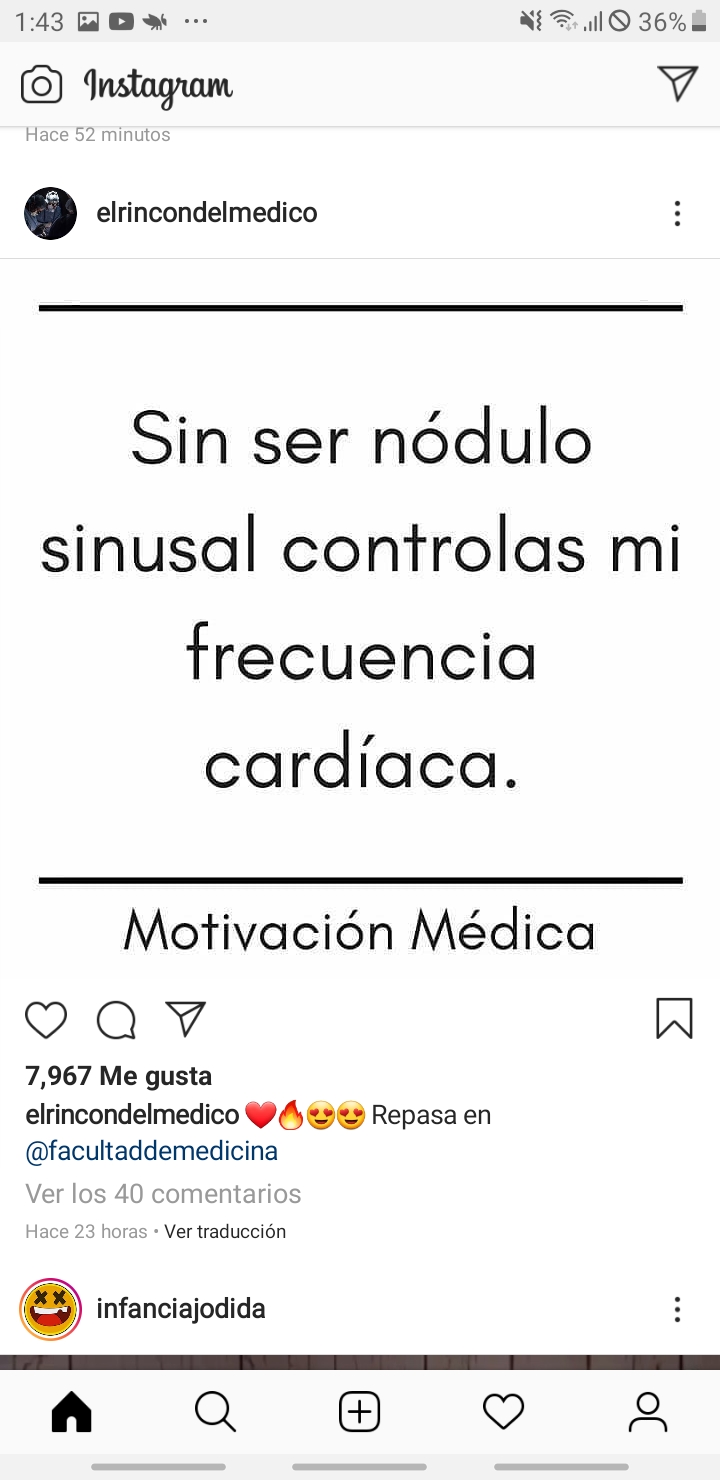 1:43 36%
Instagram
Hace 52 minutos
elrincondelmedico
Sin ser nódulo
sinusal controlas mi
frecuencia
cardíaca.
Motivación Médica
7,967 Me gusta
elrincondelmedico ❤️🔥😍😍 Repasa en
@facultaddemedicina
Ver los 40 comentarios
Hace 23 horas • Ver traducción
infanciajodida